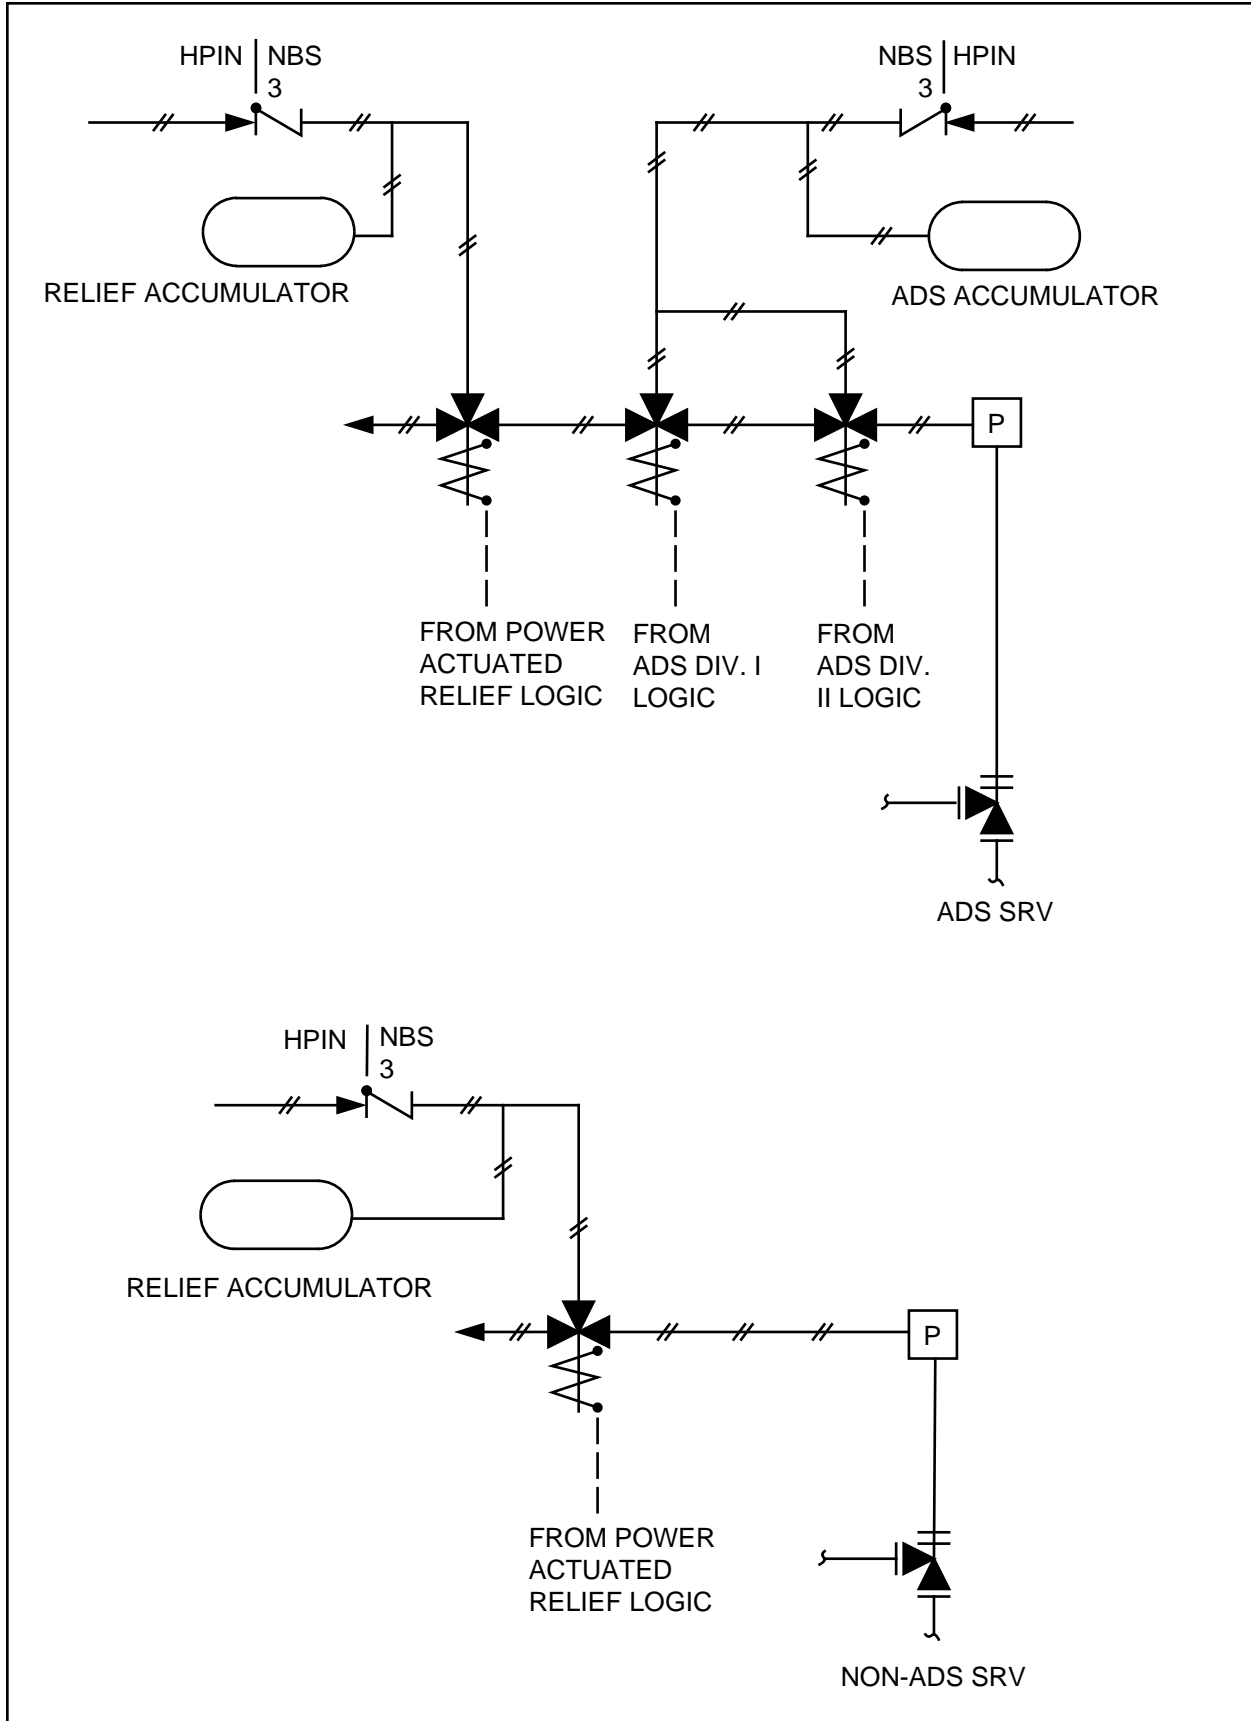 HPIN NBS
3
NBS HPIN
3
RELIEF ACCUMULATOR
ADS ACCUMULATOR
P
FROM POWER
ACTUATED
RELIEF LOGIC
FROM
ADS DIV. I
LOGIC
FROM
ADS DIV.
II LOGIC
ADS SRV
HPIN NBS
3
RELIEF ACCUMULATOR
P
FROM POWER
ACTUATED
RELIEF LOGIC
NON-ADS SRV